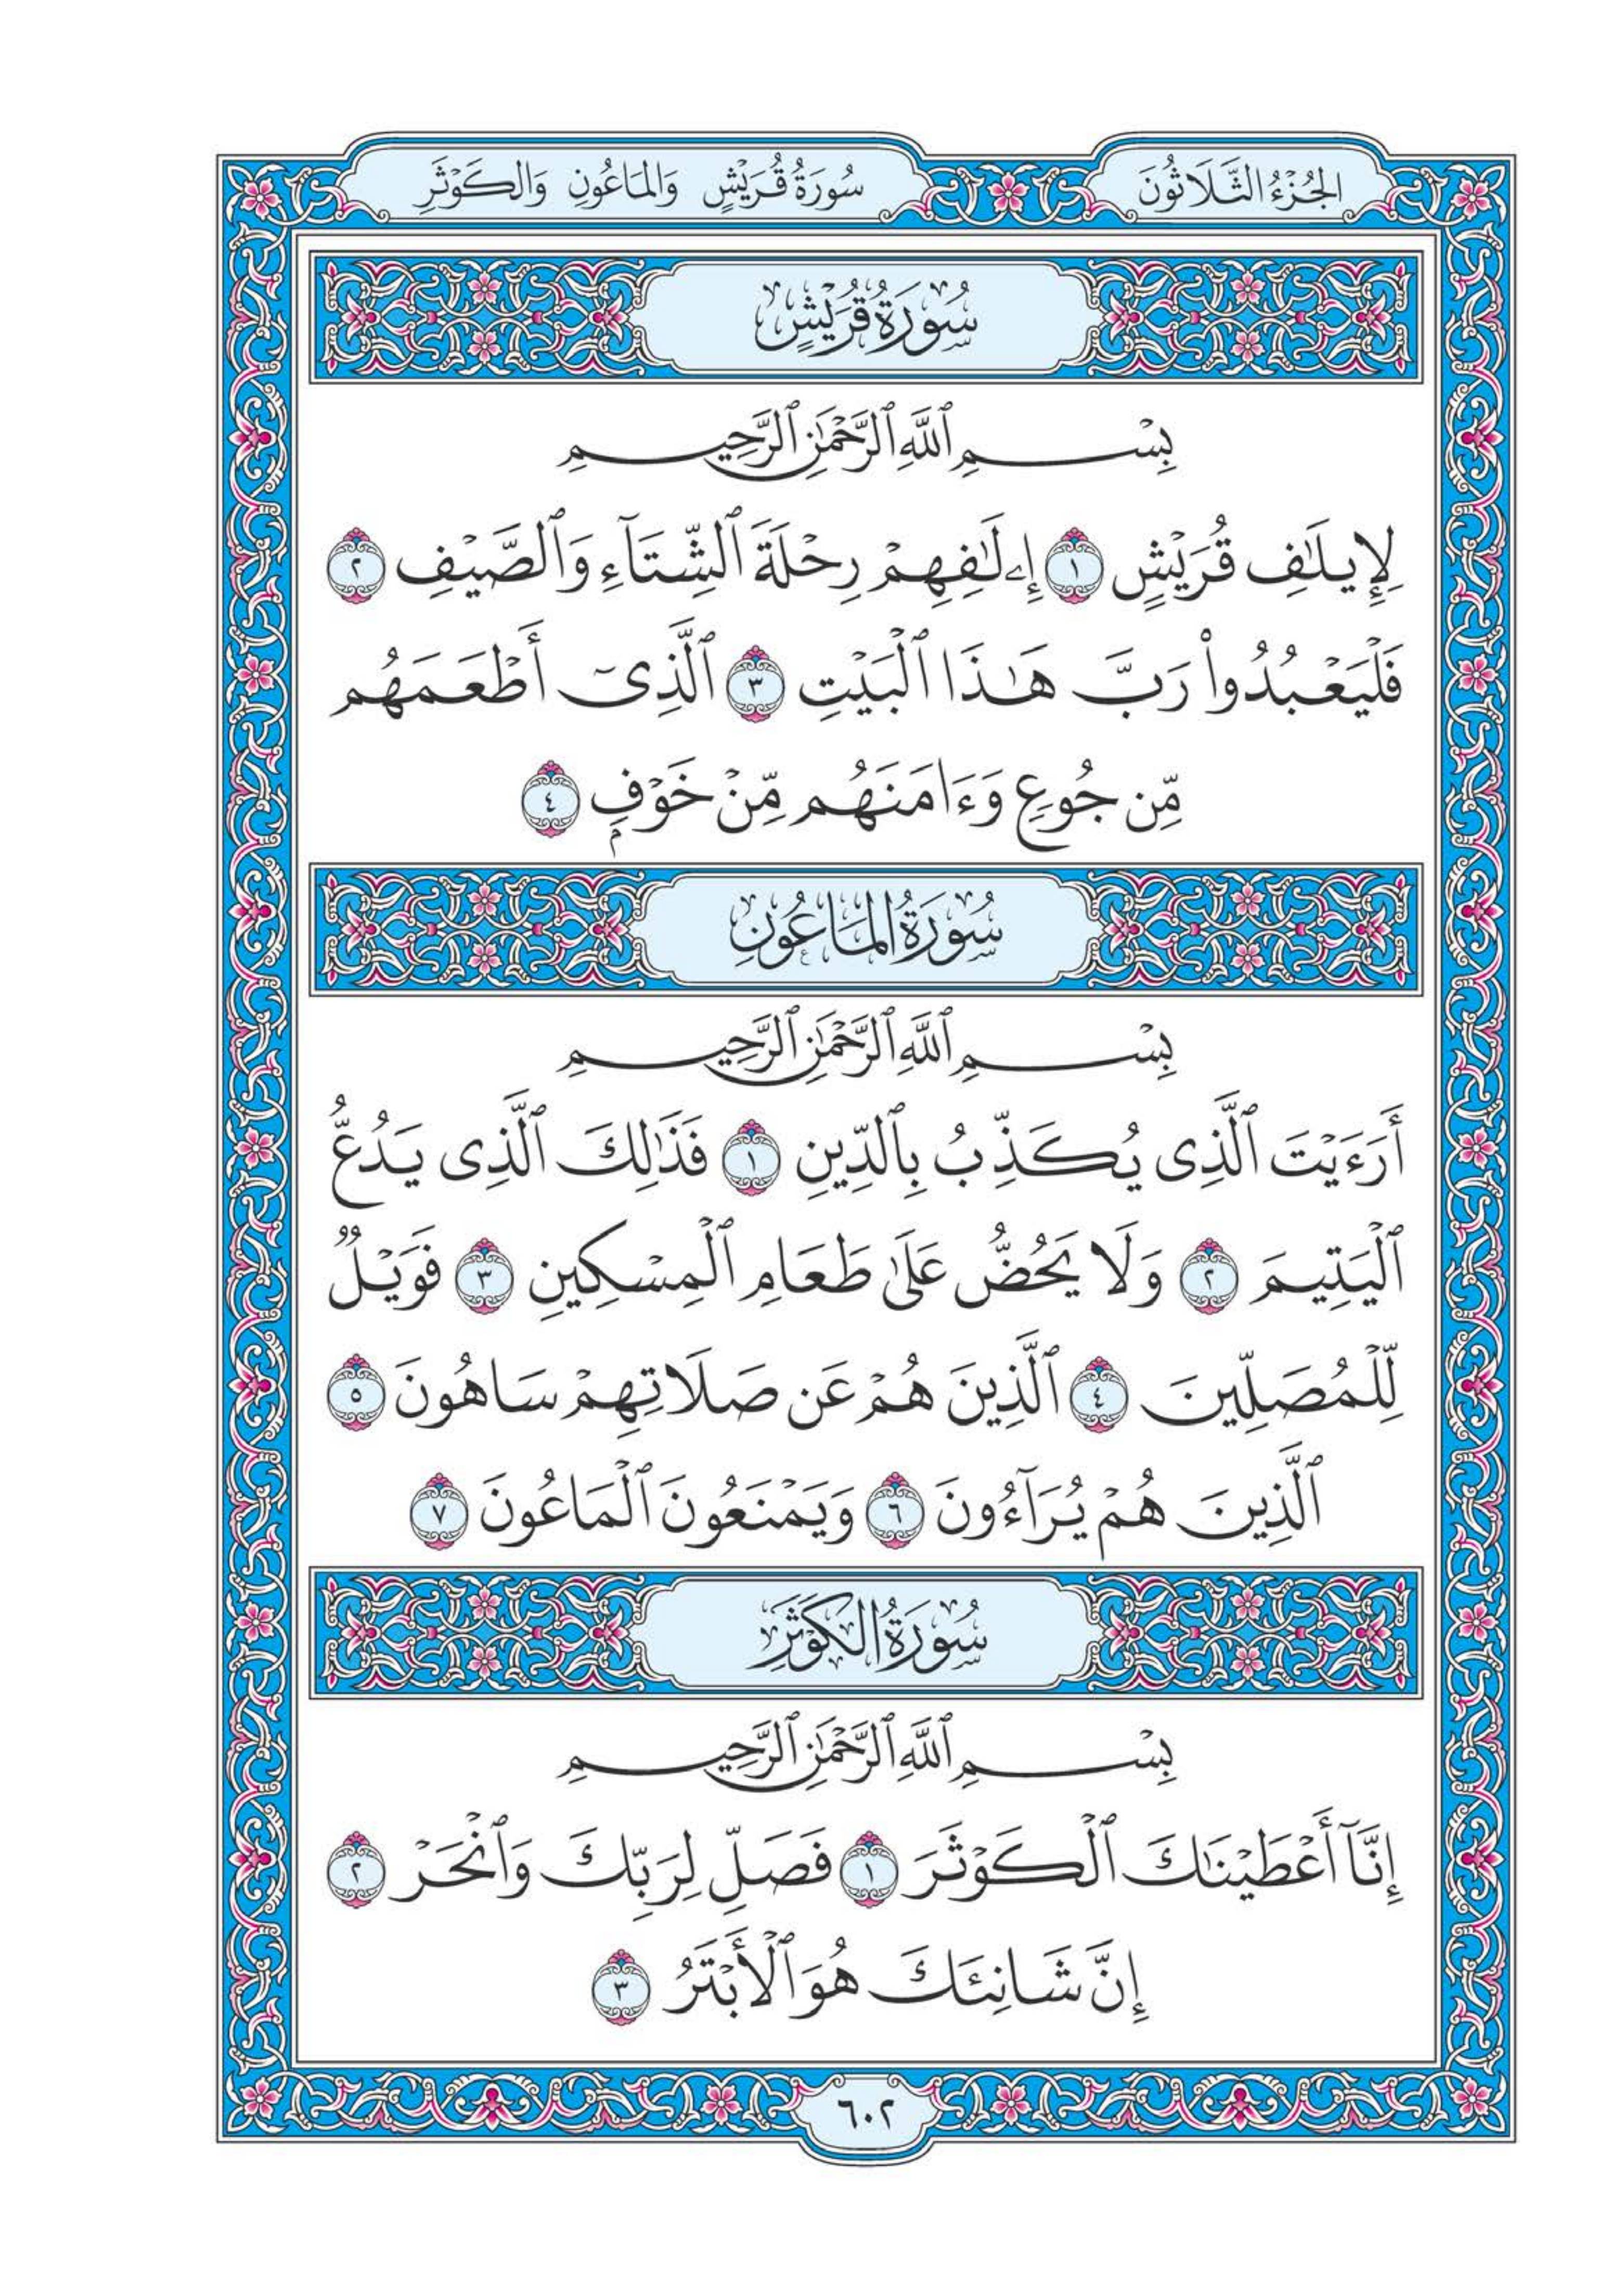 الجُزْءُ الثَّلَاثُونَ
سُورَةُ قُرَيْشٍ وَالمَاعُونِ وَالكَوْثَرِ
سُورَةُ قُرَيْشٍ
بِسْمِ ٱللَّهِ ٱلرَّحْمَٰنِ ٱلرَّحِيمِ
لِإِيلَٰفِ قُرَيْشٍ ١ إِۦلَٰفِهِمْ رِحْلَةَ ٱلشِّتَآءِ وَٱلصَّيْفِ ٢
فَلْيَعْبُدُوا۟ رَبَّ هَٰذَا ٱلْبَيْتِ ٣ ٱلَّذِىٓ أَطْعَمَهُم
مِّن جُوعٍ وَءَامَنَهُم مِّنْ خَوْفٍۭ ٤
سُورَةُ المَاعُونِ
بِسْمِ ٱللَّهِ ٱلرَّحْمَٰنِ ٱلرَّحِيمِ
أَرَءَيْتَ ٱلَّذِى يُكَذِّبُ بِٱلدِّينِ ١ فَذَٰلِكَ ٱلَّذِى يَدُعُّ
ٱلْيَتِيمَ ٢ وَلَا يَحُضُّ عَلَىٰ طَعَامِ ٱلْمِسْكِينِ ٣ فَوَيْلٌ
لِّلْمُصَلِّينَ ٤ ٱلَّذِينَ هُمْ عَن صَلَاتِهِمْ سَاهُونَ ٥
ٱلَّذِينَ هُمْ يُرَآءُونَ ٦ وَيَمْنَعُونَ ٱلْمَاعُونَ ٧
سُورَةُ الكَوْثَرِ
بِسْمِ ٱللَّهِ ٱلرَّحْمَٰنِ ٱلرَّحِيمِ
إِنَّآ أَعْطَيْنَٰكَ ٱلْكَوْثَرَ ١ فَصَلِّ لِرَبِّكَ وَٱنْحَرْ ٢
إِنَّ شَانِئَكَ هُوَ ٱلْأَبْتَرُ ٣
٦٠٢